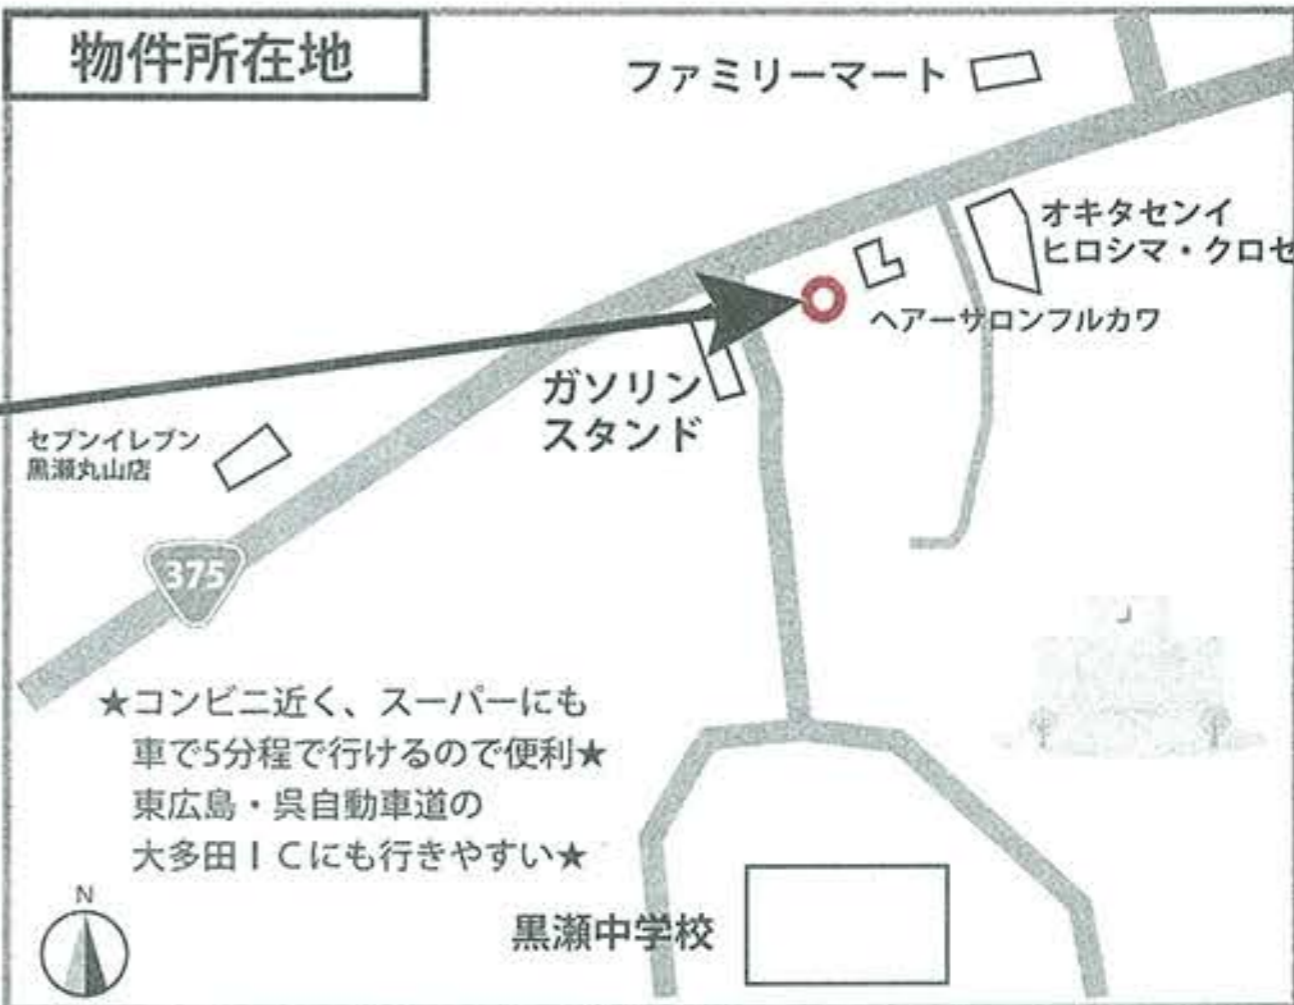 物件所在地
ファミリーマート
オキタセンイ
ヒロシマ・クロセ
ヘアーサロンフルカワ
ガソリン
スタンド
セブンイレブン
黒瀬丸山店
375
★コンビニ近く、スーパーにも
車で5分程で行けるので便利★
東広島・呉自動車道の
大多田ＩＣにも行きやすい★
黒瀬中学校
N